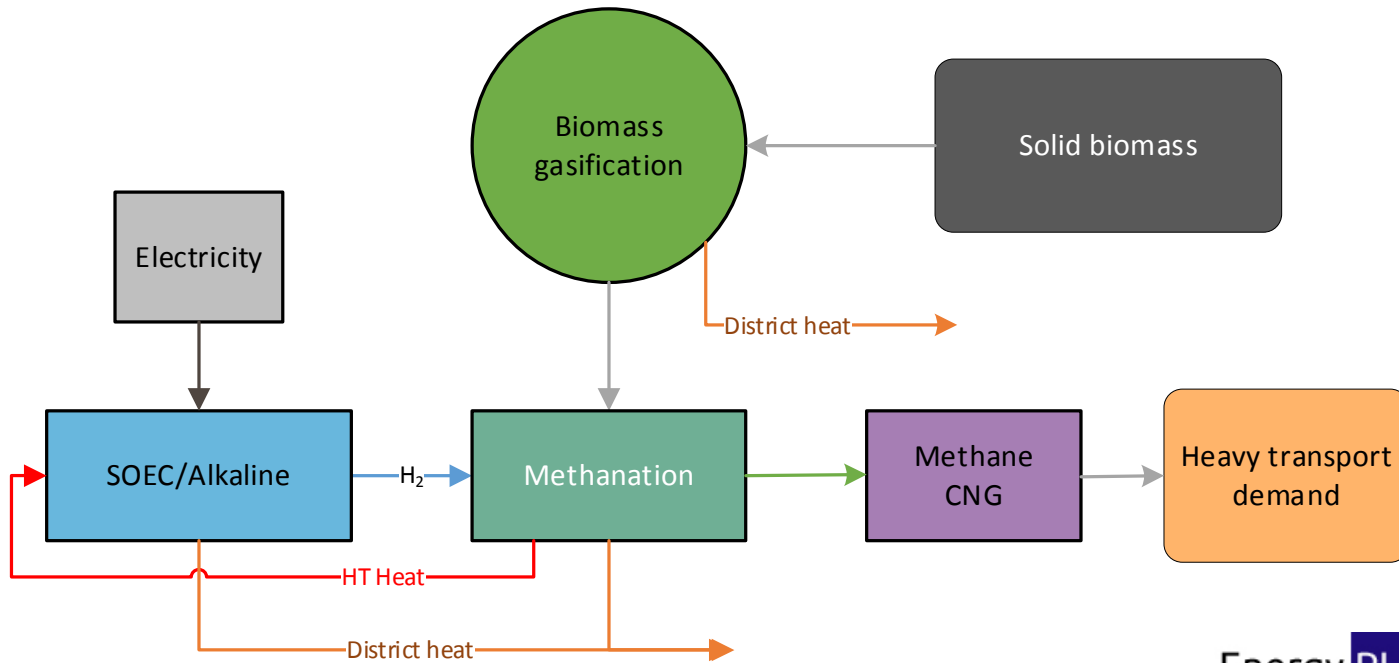 Biomass
gasification
Solid biomass
Electricity
District heat
SOEC/Alkaline
H₂
Methanation
Methane
CNG
Heavy transport
demand
HT Heat
District heat